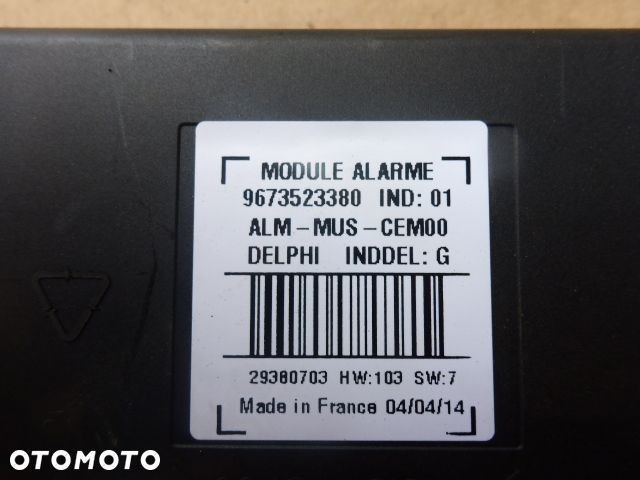 MODULE ALARME
9673523380 IND: 01
ALM-MUS-CEM00
DELPHI INDDEL: G
29380703 HW:103 SW:7
Made in France 04/04/14
OTOMOTO